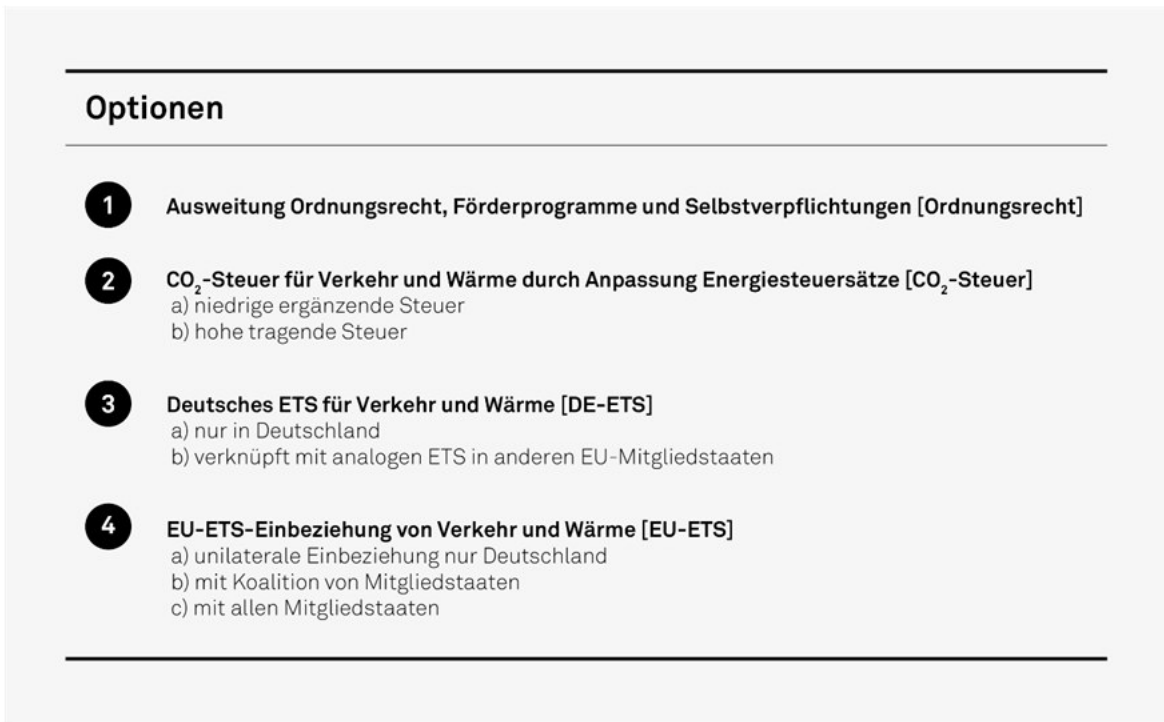 Optionen
1 Ausweitung Ordnungsrecht, Förderprogramme und Selbstverpflichtungen [Ordnungsrecht]
2 CO₂-Steuer für Verkehr und Wärme durch Anpassung Energiesteuersätze [CO₂-Steuer]
a) niedrige ergänzende Steuer
b) hohe tragende Steuer
3 Deutsches ETS für Verkehr und Wärme [DE-ETS]
a) nur in Deutschland
b) verknüpft mit analogen ETS in anderen EU-Mitgliedstaaten
4 EU-ETS-Einbeziehung von Verkehr und Wärme [EU-ETS]
a) unilaterale Einbeziehung nur Deutschland
b) mit Koalition von Mitgliedstaaten
c) mit allen Mitgliedstaaten